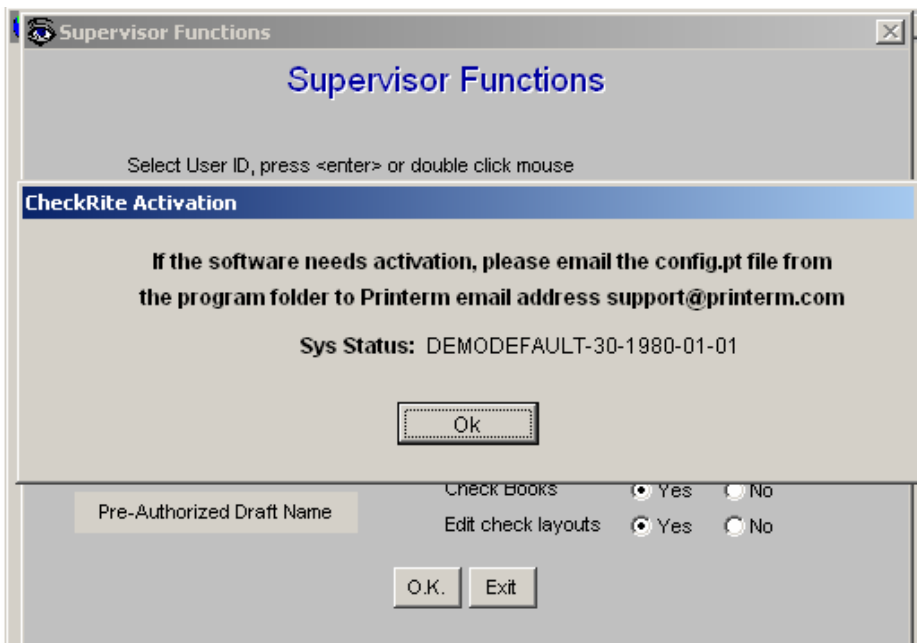 Supervisor Functions
Supervisor Functions
Select User ID, press <enter> or double click mouse
CheckRite Activation
If the software needs activation, please email the config.pt file from
the program folder to Printerm email address support@printerm.com
Sys Status: DEMODEFAULT-30-1980-01-01
Ok
Check Books Yes No
Pre-Authorized Draft Name
Edit check layouts Yes No
O.K. Exit